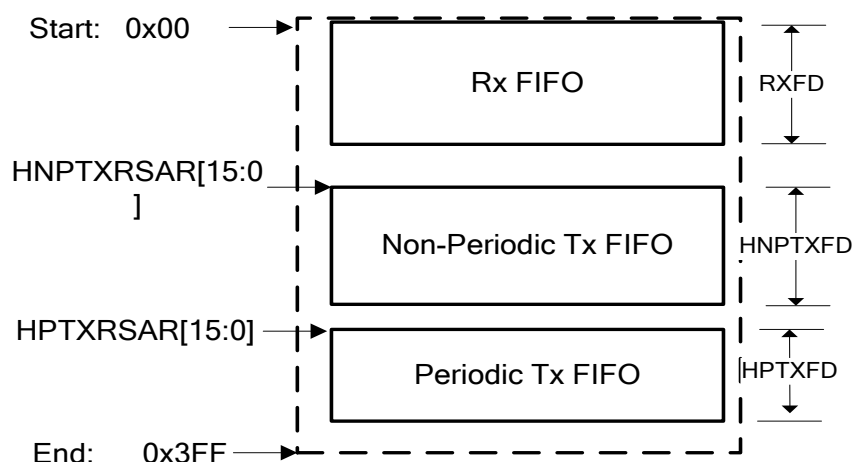 Start: 0x00
Rx FIFO
RXFD
HNPTXRSAR[15:0
]
Non-Periodic Tx FIFO
HNPTXFD
HPTXRSAR[15:0]
Periodic Tx FIFO
HPTXFD
End: 0x3FF